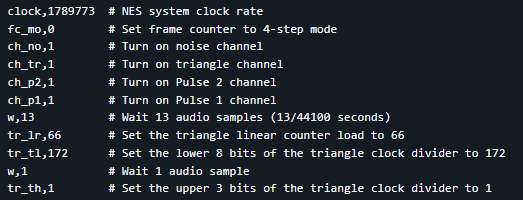 clock,1789773  # NES system clock rate
fc_mo,0        # Set frame counter to 4-step mode
ch_no,1        # Turn on noise channel
ch_tr,1        # Turn on triangle channel
ch_p2,1        # Turn on Pulse 2 channel
ch_p1,1        # Turn on Pulse 1 channel
w,13           # Wait 13 audio samples (13/44100 seconds)
tr_lr,66       # Set the triangle linear counter load to 66
tr_tl,172      # Set the lower 8 bits of the triangle clock divider to 172
w,1            # Wait 1 audio sample
tr_th,1        # Set the upper 3 bits of the triangle clock divider to 1